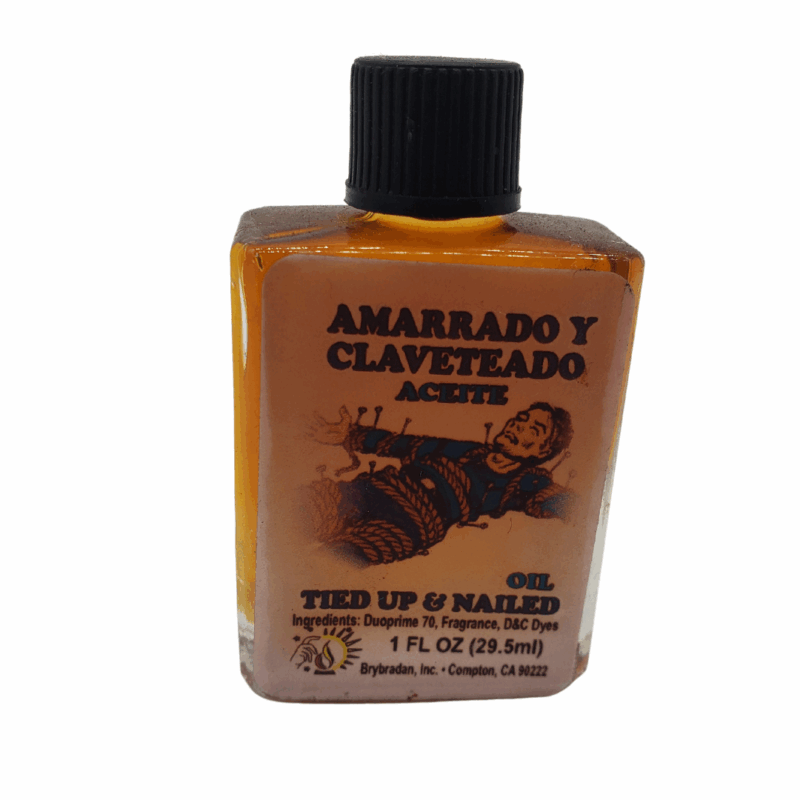 AMARRADO Y
CLAVETEADO
ACEITE
OIL
TIED UP & NAILED
Ingredients: Duoprime 70, Fragrance, D&C Dyes
1 FL OZ (29.5ml)
Brybradan, Inc. • Compton, CA 90222